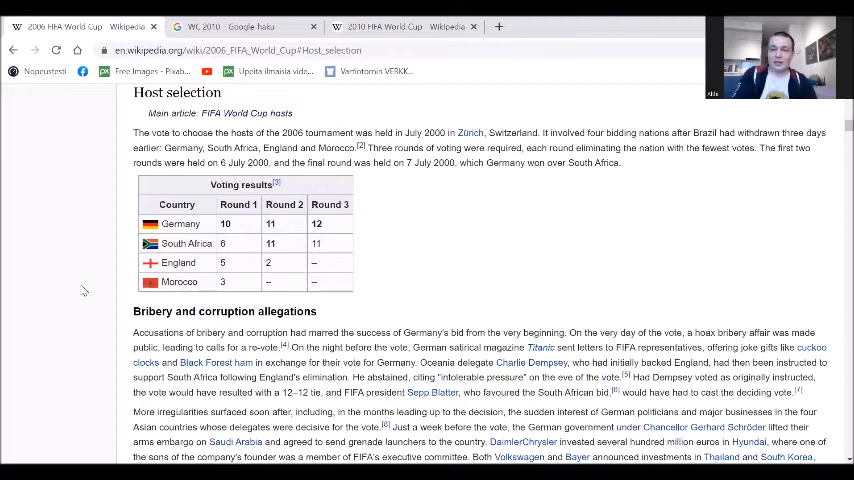 2006 FIFA World Cup - Wikipedia
WC 2010 - Google haku
2010 FIFA World Cup - Wikipedia
en.wikipedia.org/wiki/2006_FIFA_World_Cup#Host_selection
Nopeustesti
Free Images - Pixab...
Upeita ilmaisia video...
Vartiotornin VERKK...
Host selection
Main article: FIFA World Cup hosts
The vote to choose the hosts of the 2006 tournament was held in July 2000 in Zürich, Switzerland. It involved four bidding nations after Brazil had withdrawn three days
earlier: Germany, South Africa, England and Morocco.[2] Three rounds of voting were required, each round eliminating the nation with the fewest votes. The first two
rounds were held on 6 July 2000, and the final round was held on 7 July 2000, which Germany won over South Africa.
Voting results[3]
Country Round 1 Round 2 Round 3
Germany 10 11 12
South Africa 6 11 11
England 5 2 –
Morocco 3 – –
Bribery and corruption allegations
Accusations of bribery and corruption had marred the success of Germany's bid from the very beginning. On the very day of the vote, a hoax bribery affair was made
public, leading to calls for a re-vote.[4] On the night before the vote, German satirical magazine Titanic sent letters to FIFA representatives, offering joke gifts like cuckoo
clocks and Black Forest ham in exchange for their vote for Germany. Oceania delegate Charlie Dempsey, who had initially backed England, had then been instructed to
support South Africa following England's elimination. He abstained, citing "intolerable pressure" on the eve of the vote.[5] Had Dempsey voted as originally instructed,
the vote would have resulted with a 12–12 tie, and FIFA president Sepp Blatter, who favoured the South African bid,[6] would have had to cast the deciding vote.[7]
More irregularities surfaced soon after, including, in the months leading up to the decision, the sudden interest of German politicians and major businesses in the four
Asian countries whose delegates were decisive for the vote.[8] Just a week before the vote, the German government under Chancellor Gerhard Schröder lifted their
arms embargo on Saudi Arabia and agreed to send grenade launchers to the country. DaimlerChrysler invested several hundred million euros in Hyundai, where one of
the sons of the company's founder was a member of FIFA's executive committee. Both Volkswagen and Bayer announced investments in Thailand and South Korea,